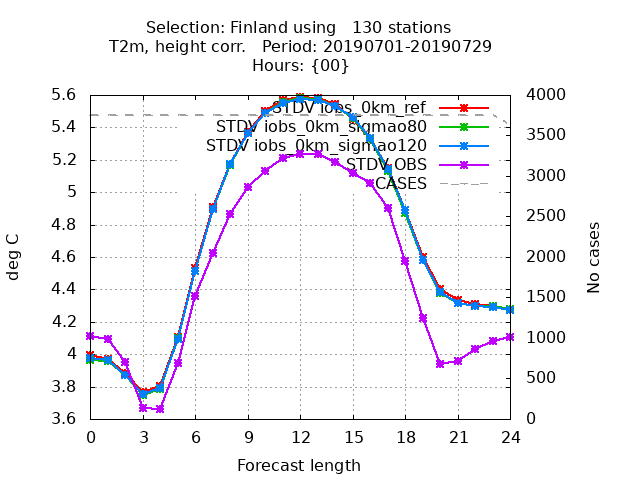 Selection: Finland using 130 stations
T2m, height corr. Period: 20190701-20190729
Hours: {00}
STDV iobs_0km_ref
STDV iobs_0km_sigmao80
STDV iobs_0km_sigmao120
STDV OBS
CASES
deg C
5.6
5.4
5.2
5
4.8
4.6
4.4
4.2
4
3.8
3.6
4000
3500
3000
2500
2000
1500
1000
500
0
No cases
0 3 6 9 12 15 18 21 24
Forecast length